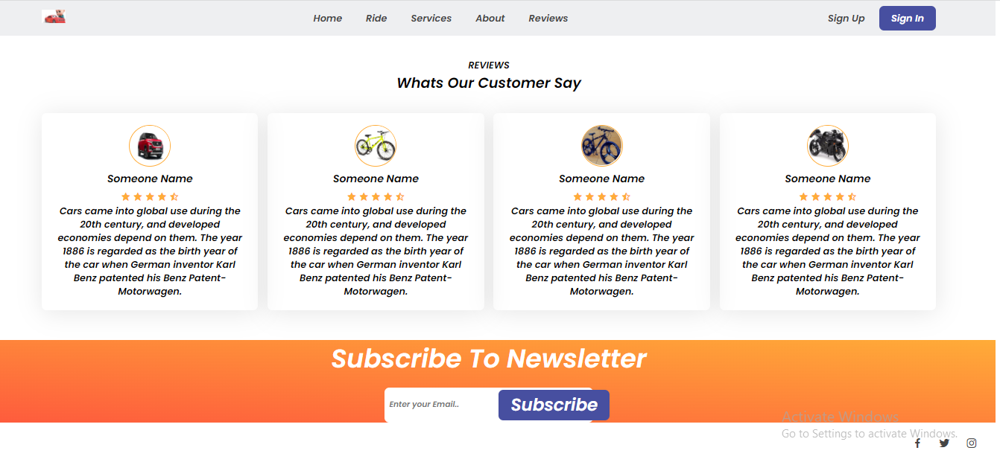 Home Ride Services About Reviews Sign Up Sign In
REVIEWS
Whats Our Customer Say
Someone Name
Cars came into global use during the
20th century, and developed
economies depend on them. The year
1886 is regarded as the birth year of
the car when German inventor Karl
Benz patented his Benz Patent-
Motorwagen.
Someone Name
Cars came into global use during the
20th century, and developed
economies depend on them. The year
1886 is regarded as the birth year of
the car when German inventor Karl
Benz patented his Benz Patent-
Motorwagen.
Someone Name
Cars came into global use during the
20th century, and developed
economies depend on them. The year
1886 is regarded as the birth year of
the car when German inventor Karl
Benz patented his Benz Patent-
Motorwagen.
Someone Name
Cars came into global use during the
20th century, and developed
economies depend on them. The year
1886 is regarded as the birth year of
the car when German inventor Karl
Benz patented his Benz Patent-
Motorwagen.
Subscribe To Newsletter
Enter your Email.. Subscribe
Activate Windows
Go to Settings to activate Windows.